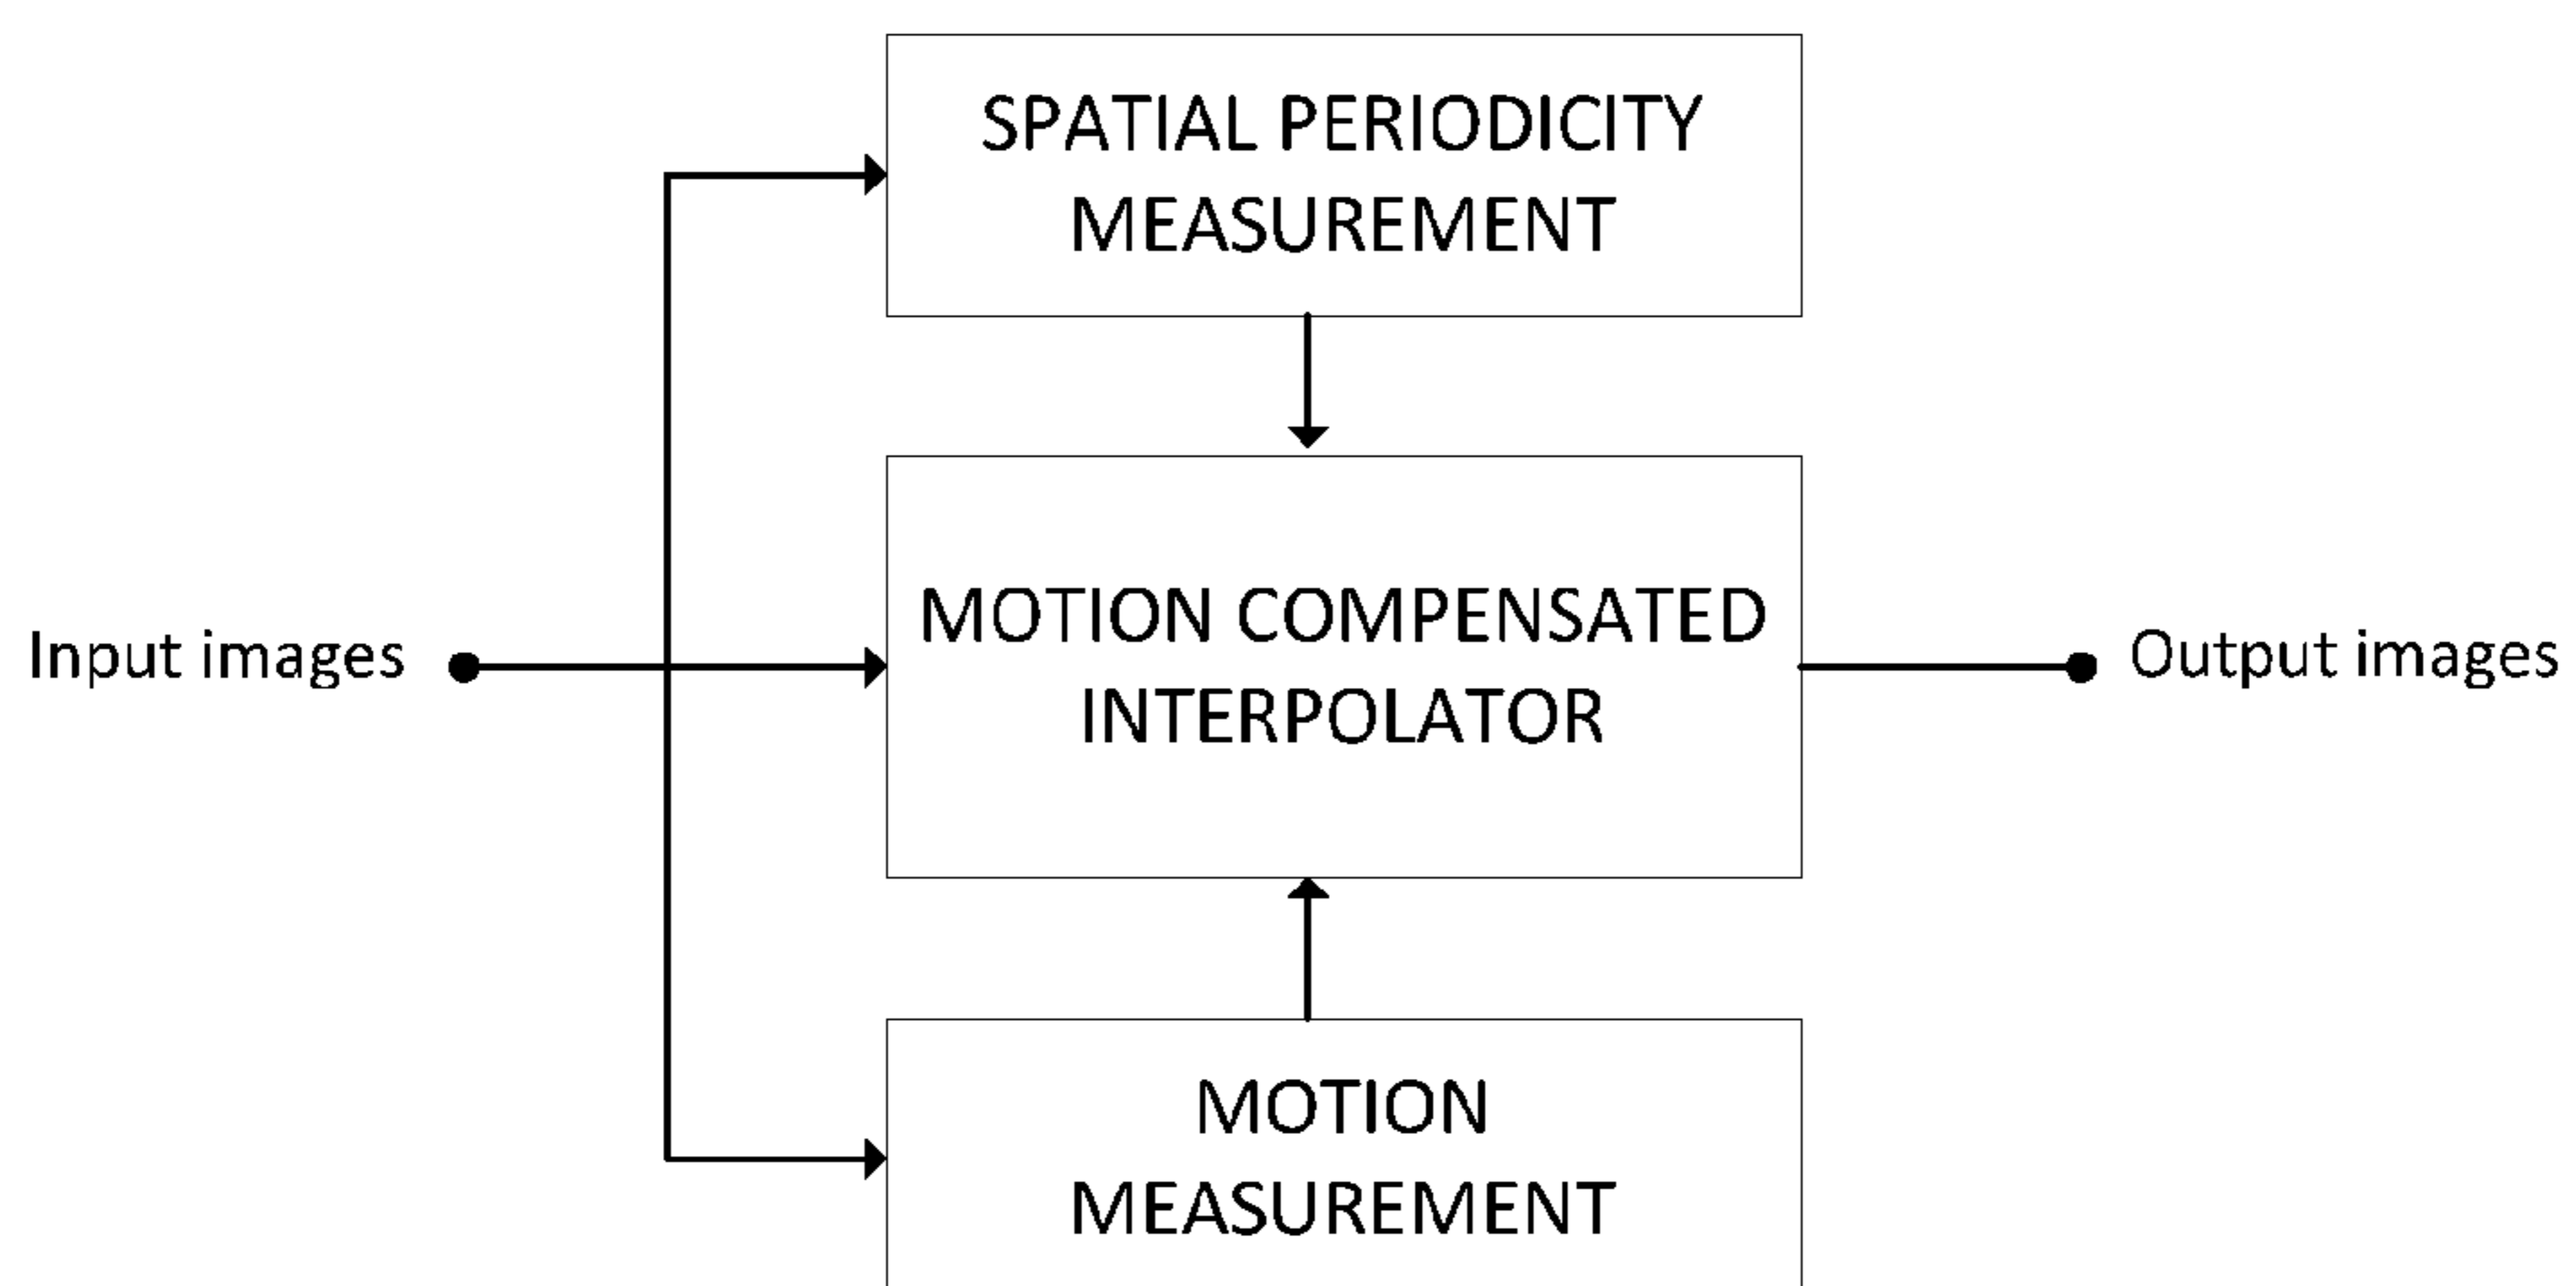 SPATIAL PERIODICITY
MEASUREMENT
Input images
MOTION COMPENSATED
INTERPOLATOR
Output images
MOTION
MEASUREMENT